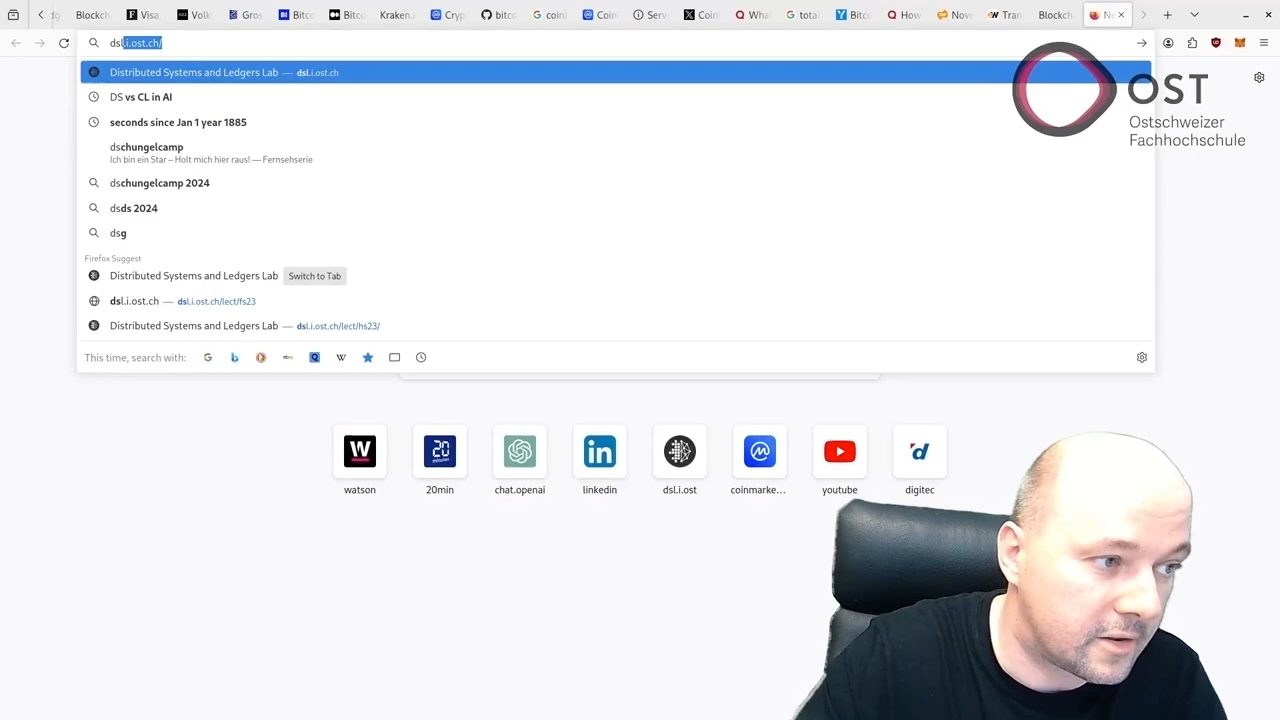 Blockch
Visa,
Volk
Gros
Bitc
Bitco
Kraken.c
Cryp
bitco
coinl
Coin
Serv
Coin
Wha
total
Bitco
How
Nove
Tran
Blockch
Ne
dsl.i.ost.ch/
Distributed Systems and Ledgers Lab — dsl.i.ost.ch
DS vs CL in AI
seconds since Jan 1 year 1885
dschungelcamp
Ich bin ein Star – Holt mich hier raus! — Fernsehserie
dschungelcamp 2024
dsds 2024
dsg
Firefox Suggest
Distributed Systems and Ledgers Lab Switch to Tab
dsl.i.ost.ch — dsl.i.ost.ch/lect/fs23
Distributed Systems and Ledgers Lab — dsl.i.ost.ch/lect/hs23/
This time, search with:
OST
Ostschweizer
Fachhochschule
watson
20min
chat.openai
linkedin
dsl.i.ost
coinmarke...
youtube
digitec